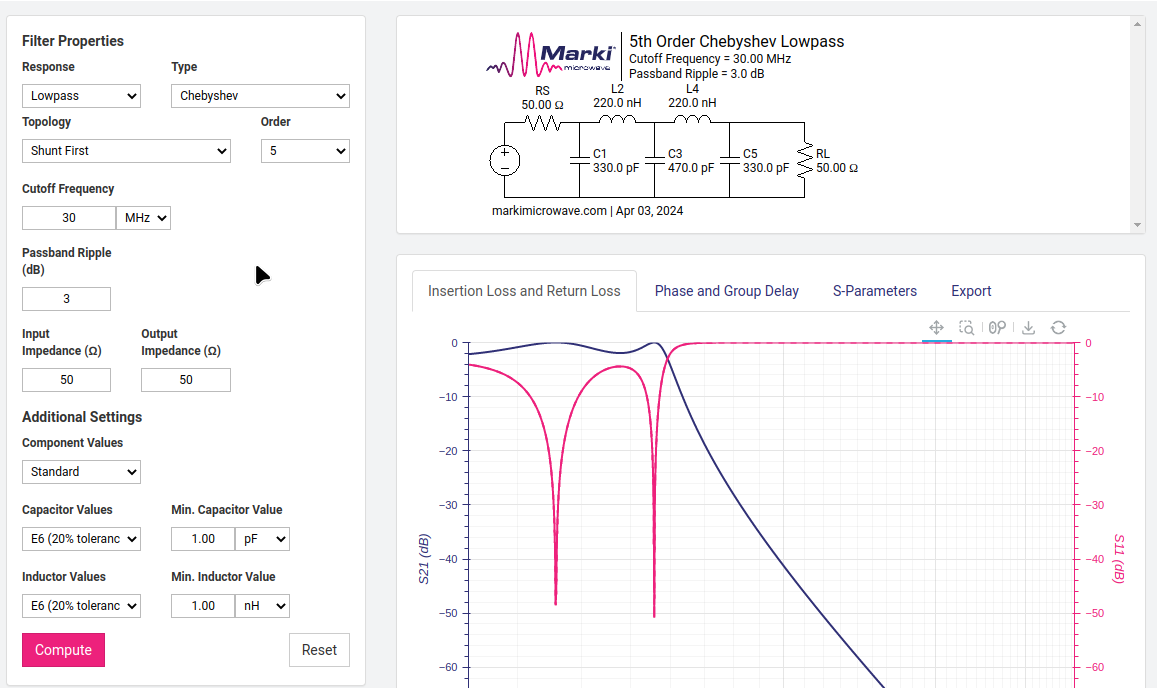 Filter Properties
Response
Type
Lowpass
Chebyshev
Topology
Order
Shunt First
5
Cutoff Frequency
30
MHz
Passband Ripple
(dB)
3
Input
Impedance (Ω)
Output
Impedance (Ω)
50
50
Additional Settings
Component Values
Standard
Capacitor Values
Min. Capacitor Value
E6 (20% toleranc
1.00
pF
Inductor Values
Min. Inductor Value
E6 (20% toleranc
1.00
nH
Compute
Reset
Marki
microwave
5th Order Chebyshev Lowpass
Cutoff Frequency = 30.00 MHz
Passband Ripple = 3.0 dB
RS
50.00 Ω
L2
220.0 nH
L4
220.0 nH
+
−
C1
330.0 pF
C3
470.0 pF
C5
330.0 pF
RL
50.00 Ω
markimicrowave.com | Apr 03, 2024
Insertion Loss and Return Loss
Phase and Group Delay
S-Parameters
Export
0
−10
−20
−30
−40
−50
−60
S21 (dB)
0
−10
−20
−30
−40
−50
−60
S11 (dB)